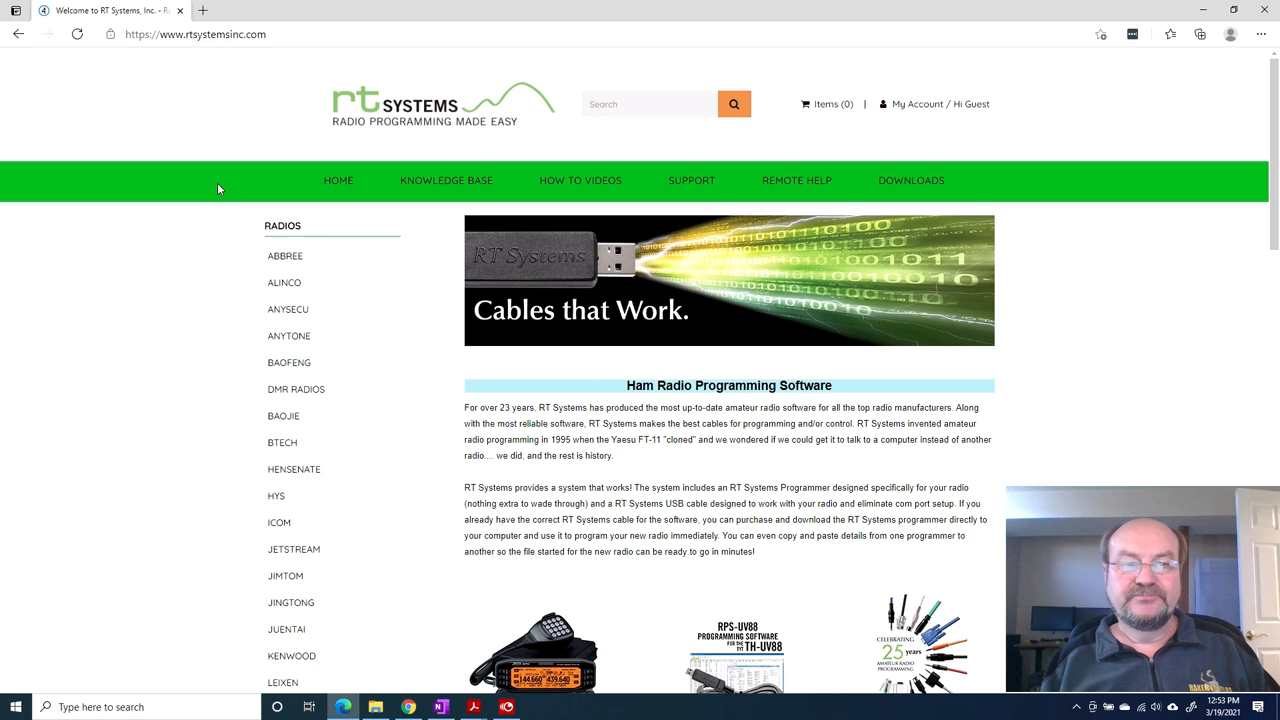 Welcome to RT Systems, Inc. - R
https://www.rtsystemsinc.com
rt SYSTEMS
RADIO PROGRAMMING MADE EASY
Search
Items (0) | My Account / Hi Guest
HOME KNOWLEDGE BASE HOW TO VIDEOS SUPPORT REMOTE HELP DOWNLOADS
RADIOS
ABBREE
ALINCO
ANYSECU
ANYTONE
BAOFENG
DMR RADIOS
BAOJIE
BTECH
HENSENATE
HYS
ICOM
JETSTREAM
JIMTOM
JINGTONG
JUENTAI
KENWOOD
LEIXEN
RT Systems
Cables that Work.
Ham Radio Programming Software
For over 23 years, RT Systems has produced the most up-to-date amateur radio software for all the top radio manufacturers. Along
with the most reliable software, RT Systems makes the best cables for programming and/or control. RT Systems invented amateur
radio programming in 1995 when the Yaesu FT-11 "cloned" and we wondered if we could get it to talk to a computer instead of another
radio.... we did, and the rest is history.
RT Systems provides a system that works! The system includes an RT Systems Programmer designed specifically for your radio
(nothing extra to wade through) and a RT Systems USB cable designed to work with your radio and eliminate com port setup. If you
already have the correct RT Systems cable for the software, you can purchase and download the RT Systems programmer directly to
your computer and use it to program your new radio immediately. You can even copy and paste details from one programmer to
another so the file started for the new radio can be ready to go in minutes!
144.660 439.640
RPS-UV88
PROGRAMMING SOFTWARE
FOR THE TYT TH-UV88
CELEBRATING
25 years
AMATEUR RADIO
PROGRAMMING
Type here to search
12:53 PM
3/19/2021